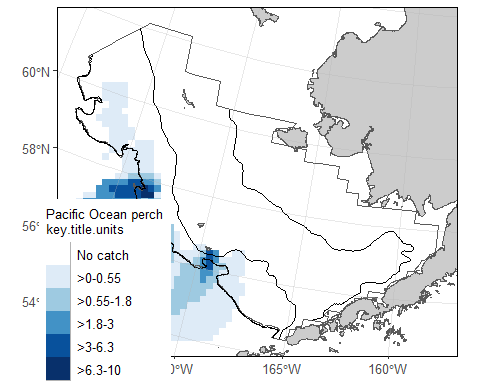 60°N
58°N
56°
54°
Pacific Ocean perch
key.title.units
No catch
>0-0.55
>0.55-1.8
>1.8-3
>3-6.3
>6.3-10
0°W
165°W
160°W